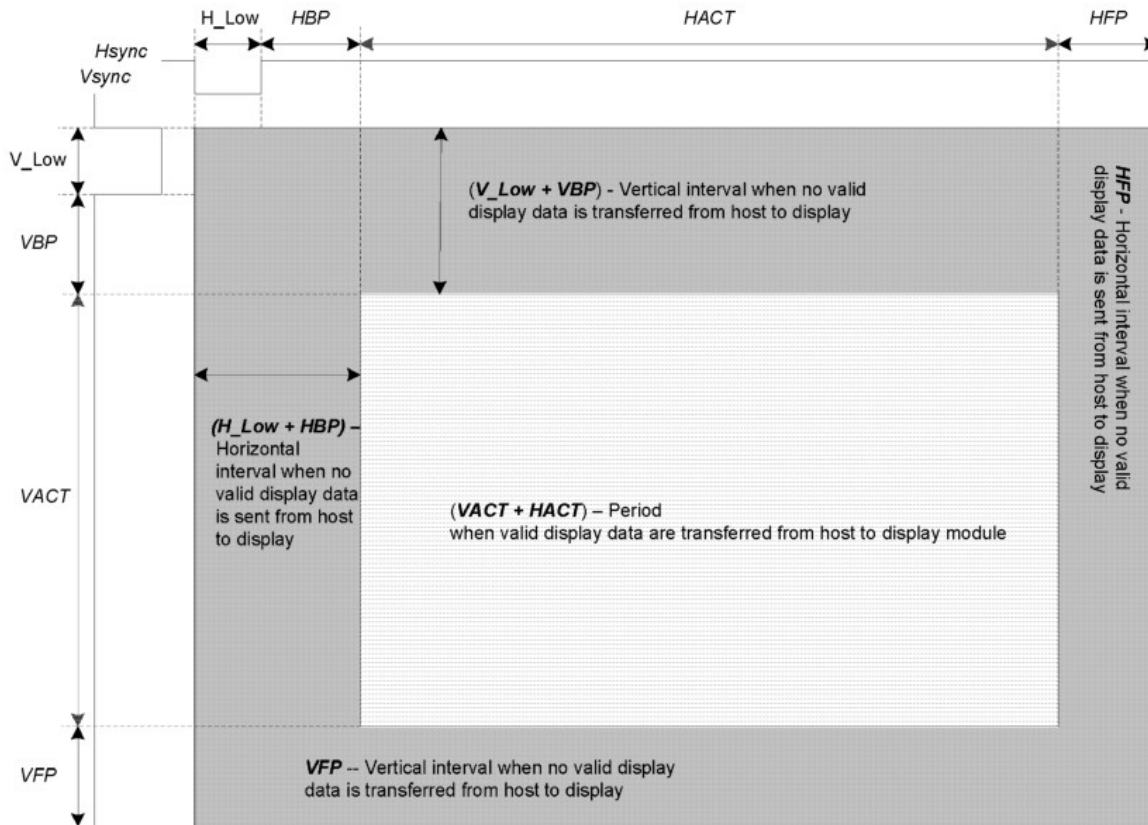 H_Low
HBP
HACT
HFP
Hsync
Vsync
V_Low
VBP
VACT
VFP
(V_Low + VBP) - Vertical interval when no valid
display data is transferred from host to display
HFP - Horizontal interval when no valid
display data is sent from host to display
(H_Low + HBP) –
Horizontal
interval when no
valid display data
is sent from host
to display
(VACT + HACT) – Period
when valid display data are transferred from host to display module
VFP -- Vertical interval when no valid display
data is transferred from host to display